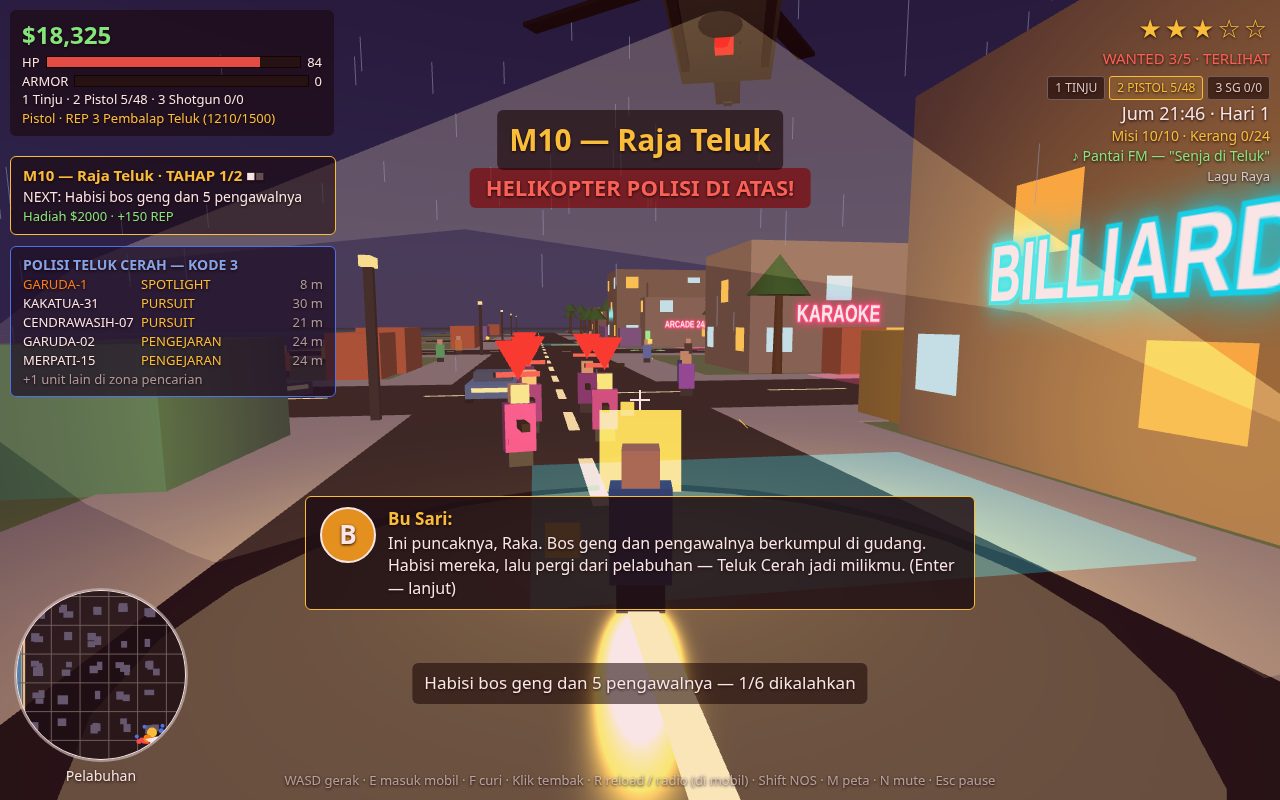 $18,325
HP 84
ARMOR 0
1 Tinju · 2 Pistol 5/48 · 3 Shotgun 0/0
Pistol · REP 3 Pembalap Teluk (1210/1500)
M10 — Raja Teluk · TAHAP 1/2
NEXT: Habisi bos geng dan 5 pengawalnya
Hadiah $2000 · +150 REP
POLISI TELUK CERAH — KODE 3
GARUDA-1 SPOTLIGHT 8 m
KAKATUA-31 PURSUIT 30 m
CENDRAWASIH-07 PURSUIT 21 m
GARUDA-02 PENGEJARAN 24 m
MERPATI-15 PENGEJARAN 24 m
+1 unit lain di zona pencarian
M10 — Raja Teluk
HELIKOPTER POLISI DI ATAS!
★★★☆☆
WANTED 3/5 · TERLIHAT
1 TINJU 2 PISTOL 5/48 3 SG 0/0
Jum 21:46 · Hari 1
Misi 10/10 · Kerang 0/24
♪ Pantai FM — "Senja di Teluk"
Lagu Raya
BILLIARD
KARAOKE
ARCADE 24
B
Bu Sari:
Ini puncaknya, Raka. Bos geng dan pengawalnya berkumpul di gudang.
Habisi mereka, lalu pergi dari pelabuhan — Teluk Cerah jadi milikmu. (Enter
— lanjut)
Habisi bos geng dan 5 pengawalnya — 1/6 dikalahkan
Pelabuhan
WASD gerak · E masuk mobil · F curi · Klik tembak · R reload / radio (di mobil) · Shift NOS · M peta · N mute · Esc pause